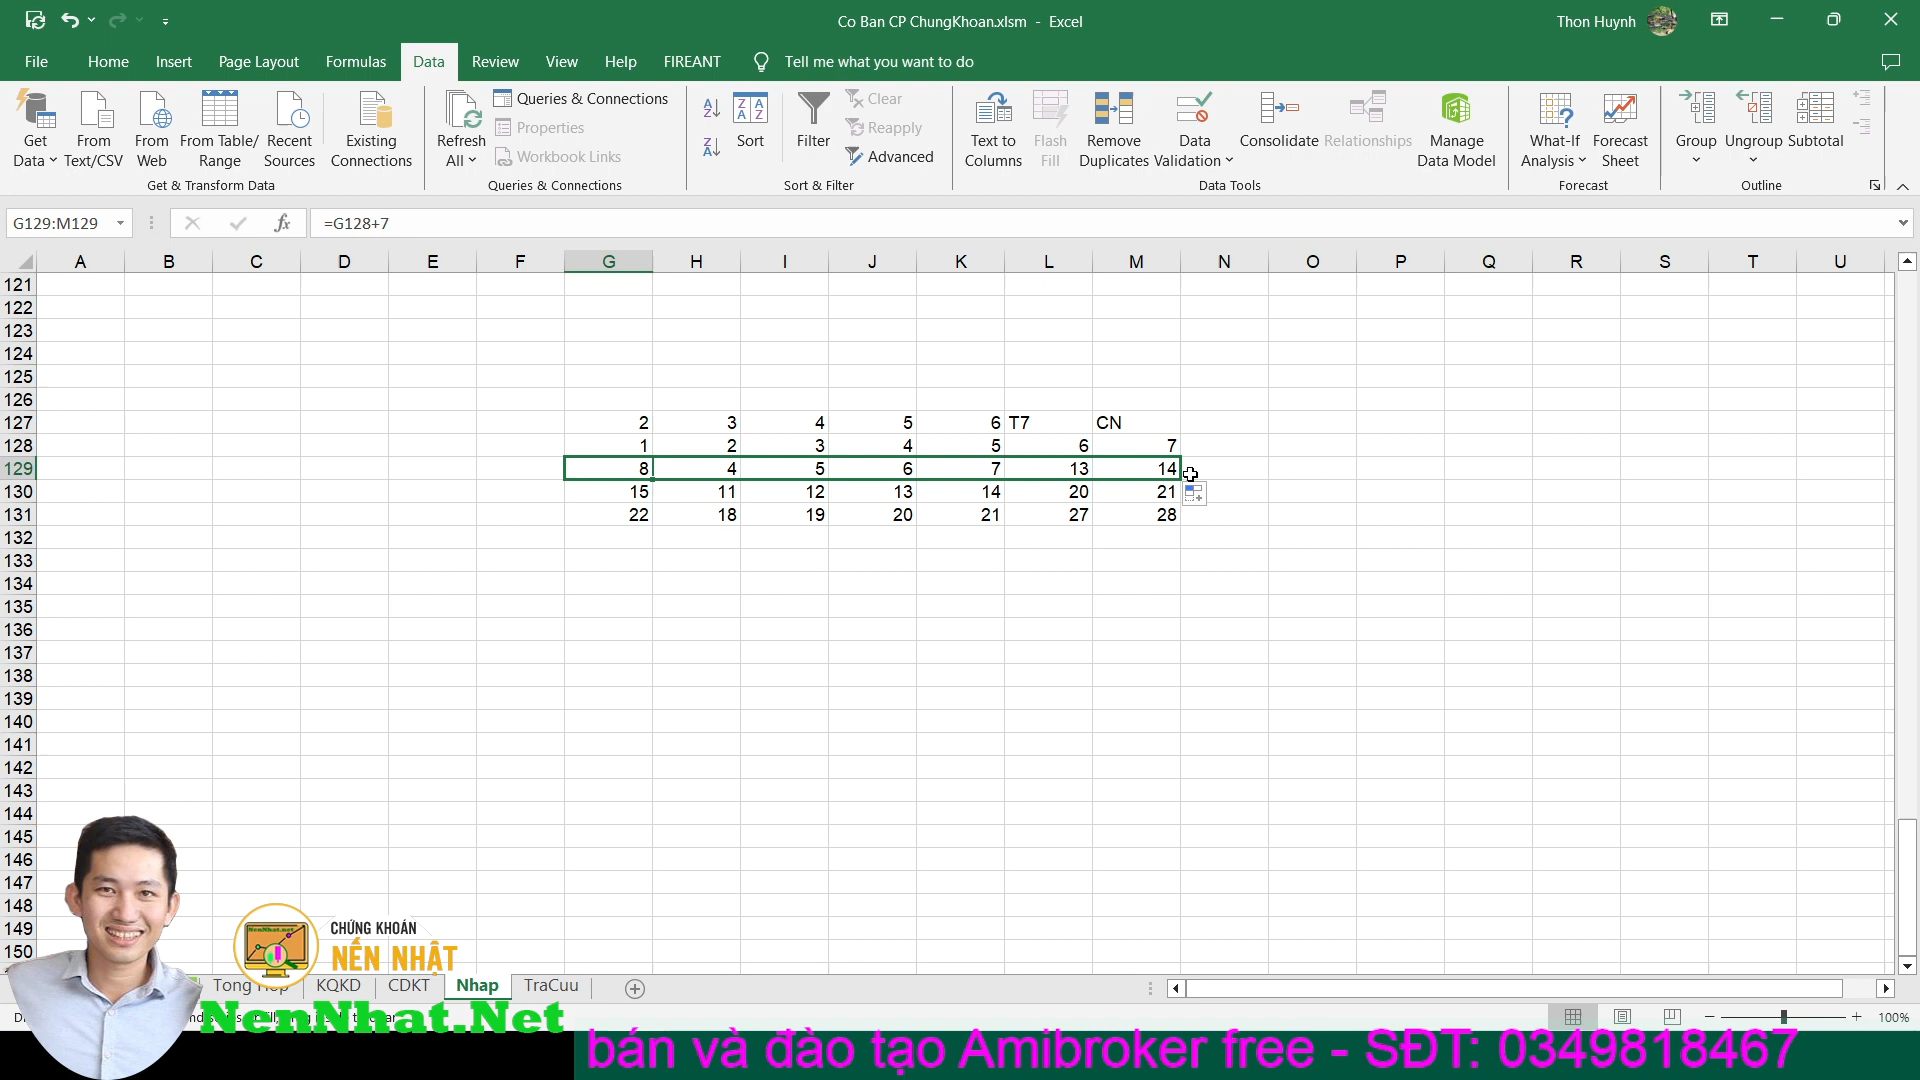 Co Ban CP ChungKhoan.xlsm - Excel
Thon Huynh
File Home Insert Page Layout Formulas Data Review View Help FIREANT Tell me what you want to do
Get Data
From Text/CSV
From Web
From Table/ Range
Recent Sources
Existing Connections
Get & Transform Data
Refresh All
Queries & Connections
Properties
Workbook Links
Queries & Connections
Sort
Filter
Clear
Reapply
Advanced
Sort & Filter
Text to Columns
Flash Fill
Remove Duplicates
Data Validation
Consolidate
Relationships
Manage Data Model
Data Tools
What-If Analysis
Forecast Sheet
Forecast
Group
Ungroup
Subtotal
Outline
G129:M129 fx =G128+7
A B C D E F G H I J K L M N O P Q R S T U
121
122
123
124
125
126
127 2 3 4 5 6 T7 CN
128 1 2 3 4 5 6 7
129 8 4 5 6 7 13 14
130 15 11 12 13 14 20 21
131 22 18 19 20 21 27 28
132
133
134
135
136
137
138
139
140
141
142
143
144
145
146
147
148
149
150
NenNhat.net
CHỨNG KHOÁN
NẾN NHẬT
KQKD CDKT Nhap TraCuu
NenNhat.Net
100%
bán và đào tạo Amibroker free - SĐT: 0349818467